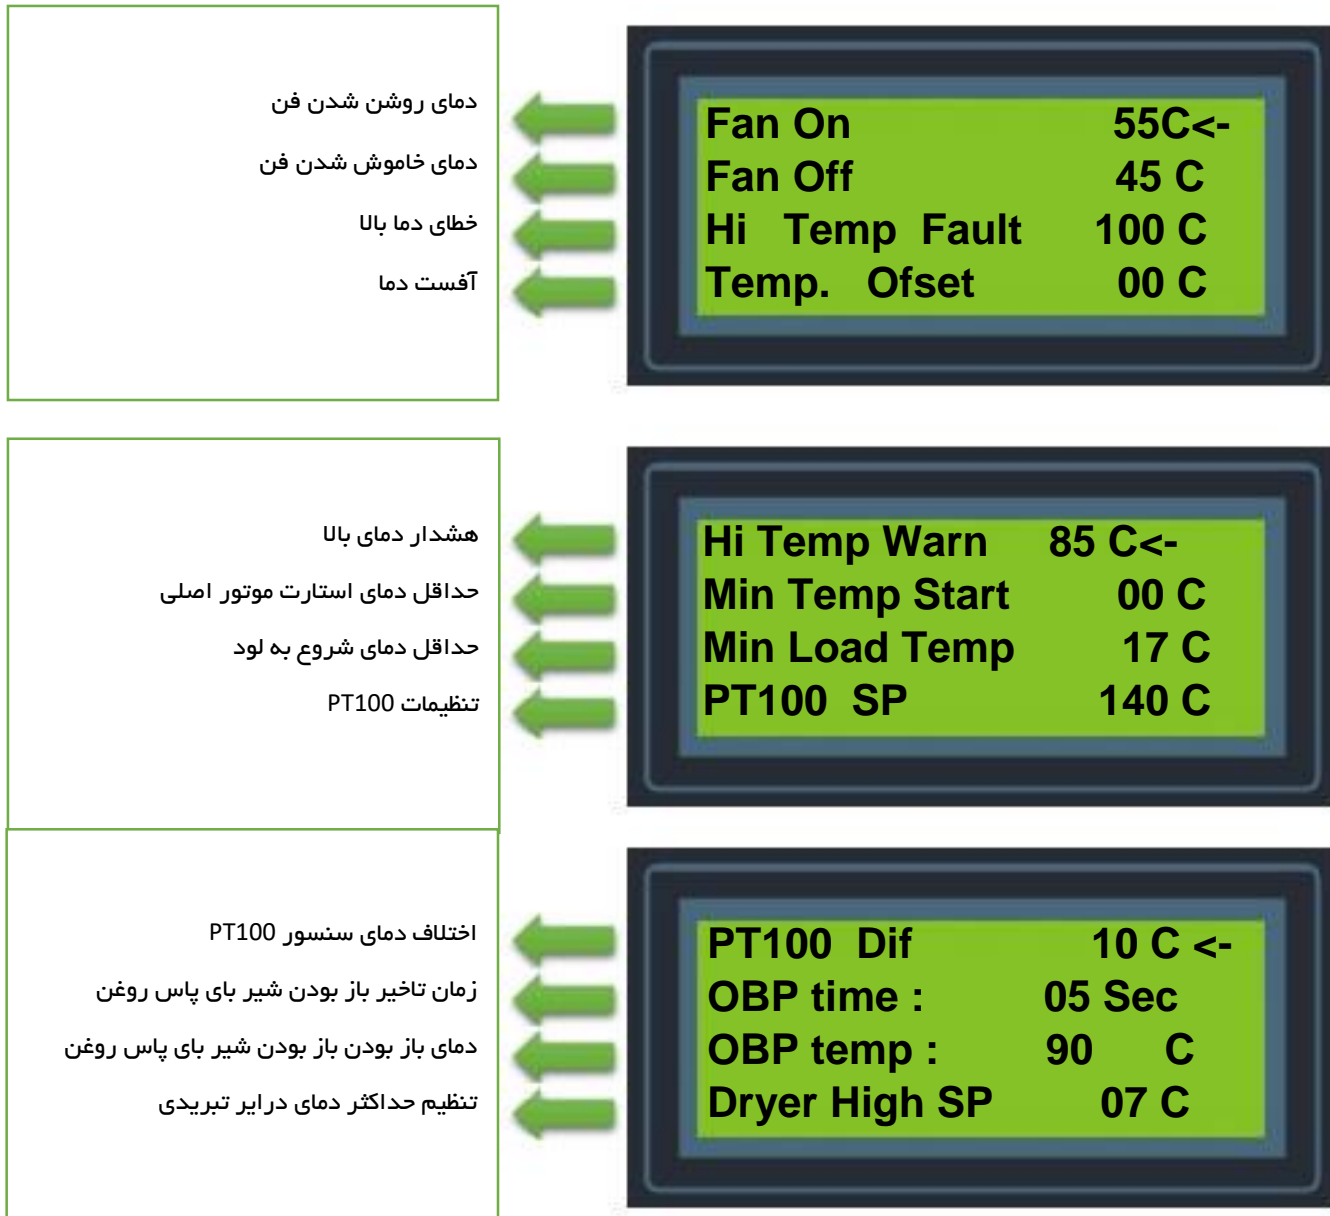 دمای روشن شدن فن
دمای خاموش شدن فن
خطای دما بالا
آفست دما
Fan On 55C<-
Fan Off 45 C
Hi Temp Fault 100 C
Temp. Ofset 00 C
هشدار دمای بالا
حداقل دمای استارت موتور اصلی
حداقل دمای شروع به لود
تنظیمات PT100
Hi Temp Warn 85 C<-
Min Temp Start 00 C
Min Load Temp 17 C
PT100 SP 140 C
اختلاف دمای سنسور PT100
زمان تاخیر باز بودن شیر بای پاس روغن
دمای باز بودن باز بودن شیر بای پاس روغن
تنظیم حداکثر دمای درایر تبریدی
PT100 Dif 10 C <-
OBP time : 05 Sec
OBP temp : 90 C
Dryer High SP 07 C